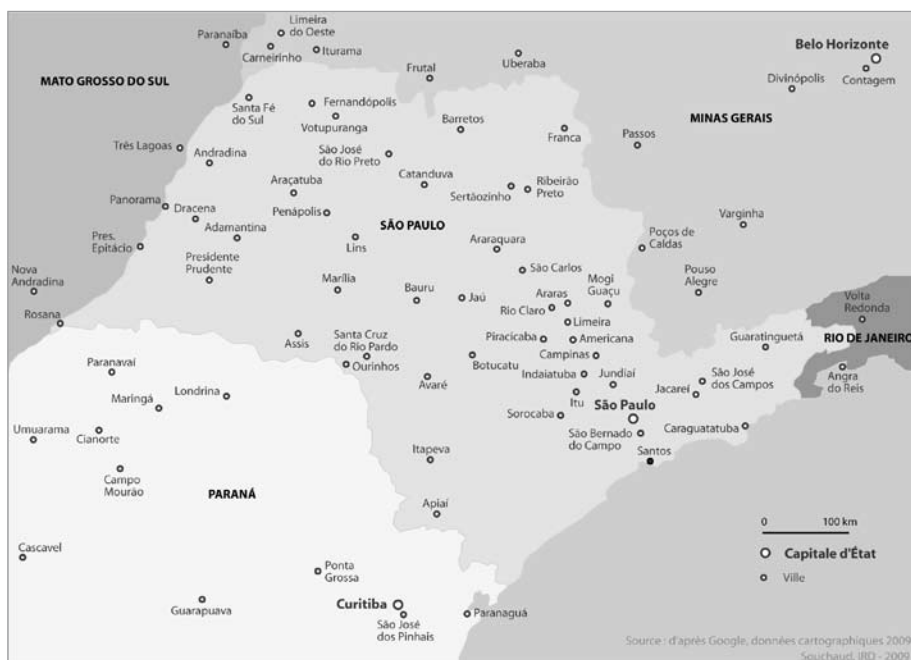 Limeira
do Oeste
Paranaíba
Carneirinho
Iturama
Belo Horizonte
Contagem
Uberaba
Frutal
Divinópolis
MATO GROSSO DO SUL
Santa Fé
do Sul
Fernandópolis
Votupuranga
Barretos
Franca
Passos
MINAS GERAIS
Três Lagoas
Andradina
São José
do Rio Preto
Catanduva
Sertãozinho
Ribeirão
Preto
Araçatuba
Panorama
Dracena
Penápolis
SÃO PAULO
Varginha
Adamantina
Lins
Araraquara
Poços de
Caldas
Pres.
Epitácio
Presidente
Prudente
São Carlos
Nova
Andradina
Marília
Bauru
Jaú
Araras
Mogi
Guaçu
Pouso
Alegre
Rio Claro
Volta
Redonda
Rosana
Limeira
Assis
Santa Cruz
do Rio Pardo
Ourinhos
Piracicaba
Americana
Guaratinguetá
RIO DE JANEIRO
Botucatu
Campinas
Paranavaí
Indaiatuba
Jundiaí
São José
dos Campos
Jacareí
Angra
do Reis
Avaré
Itu
Londrina
Maringá
Sorocaba
São Paulo
Umuarama
Cianorte
São Bernado
do Campo
Caraguatatuba
Itapeva
Santos
Campo
Mourão
PARANÁ
Apiaí
0 100 km
Cascavel
Capitale d'État
Ponta
Grossa
Ville
Guarapuava
Curitiba
São José
dos Pinhais
Paranaguá
Source : d'après Google, données cartographiques 2009
Souchaud, IRD - 2009